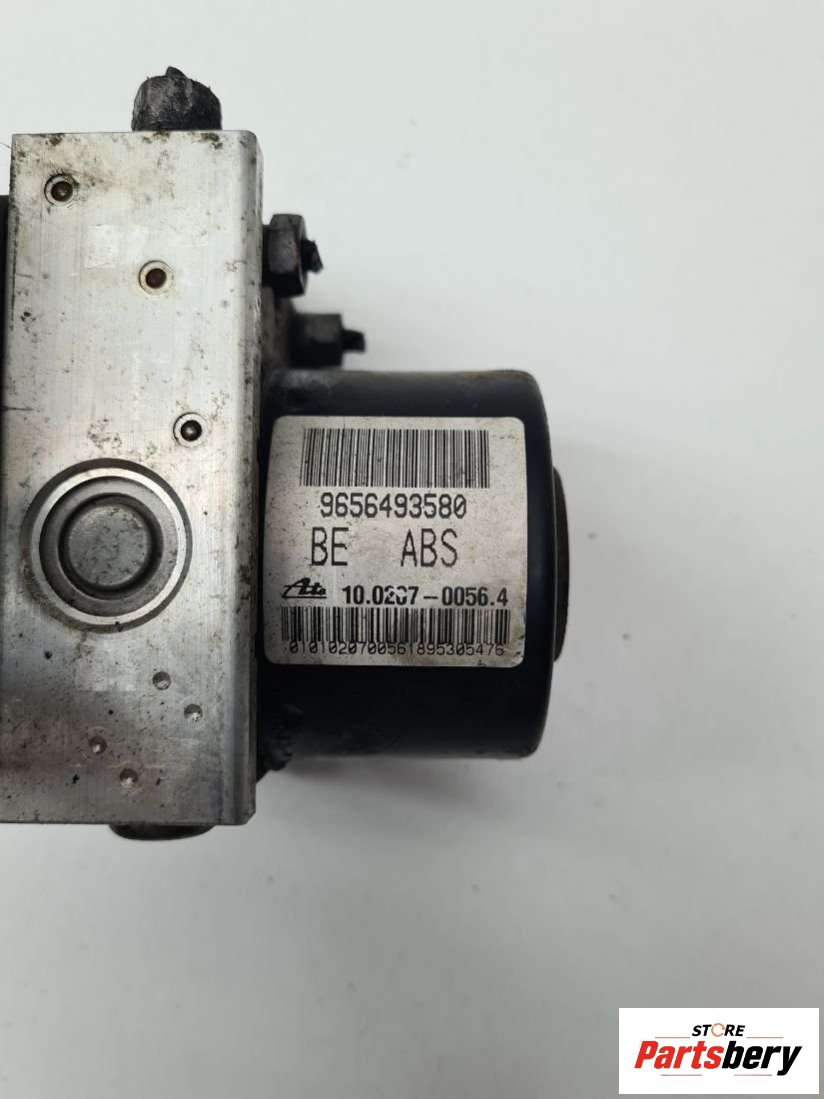 9656493580
BE ABS
Ate 10.0207-0056.4
0101020700561895305476
STORE
Partsbery